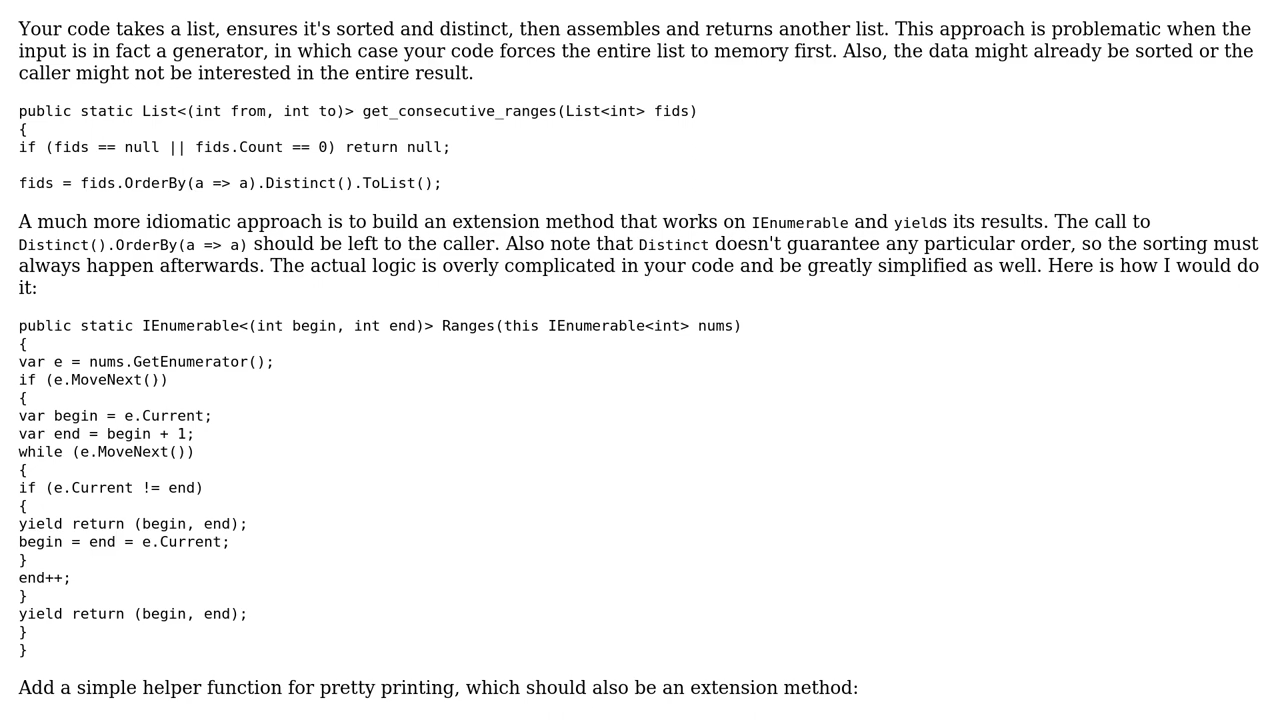 Your code takes a list, ensures it's sorted and distinct, then assembles and returns another list. This approach is problematic when the
input is in fact a generator, in which case your code forces the entire list to memory first. Also, the data might already be sorted or the
caller might not be interested in the entire result.
public static List<(int from, int to)> get_consecutive_ranges(List<int> fids)
{
if (fids == null || fids.Count == 0) return null;
fids = fids.OrderBy(a => a).Distinct().ToList();
A much more idiomatic approach is to build an extension method that works on IEnumerable and yields its results. The call to
Distinct().OrderBy(a => a) should be left to the caller. Also note that Distinct doesn't guarantee any particular order, so the sorting must
always happen afterwards. The actual logic is overly complicated in your code and be greatly simplified as well. Here is how I would do
it:
public static IEnumerable<(int begin, int end)> Ranges(this IEnumerable<int> nums)
{
var e = nums.GetEnumerator();
if (e.MoveNext())
{
var begin = e.Current;
var end = begin + 1;
while (e.MoveNext())
{
if (e.Current != end)
{
yield return (begin, end);
begin = end = e.Current;
}
end++;
}
yield return (begin, end);
}
}
Add a simple helper function for pretty printing, which should also be an extension method: